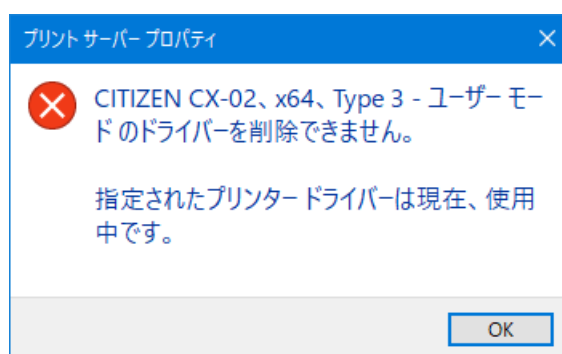 プリント サーバー プロパティ
CITIZEN CX-02、x64、Type 3 - ユーザー モー
ド のドライバーを削除できません。
指定されたプリンター ドライバーは現在、使用
中です。
OK